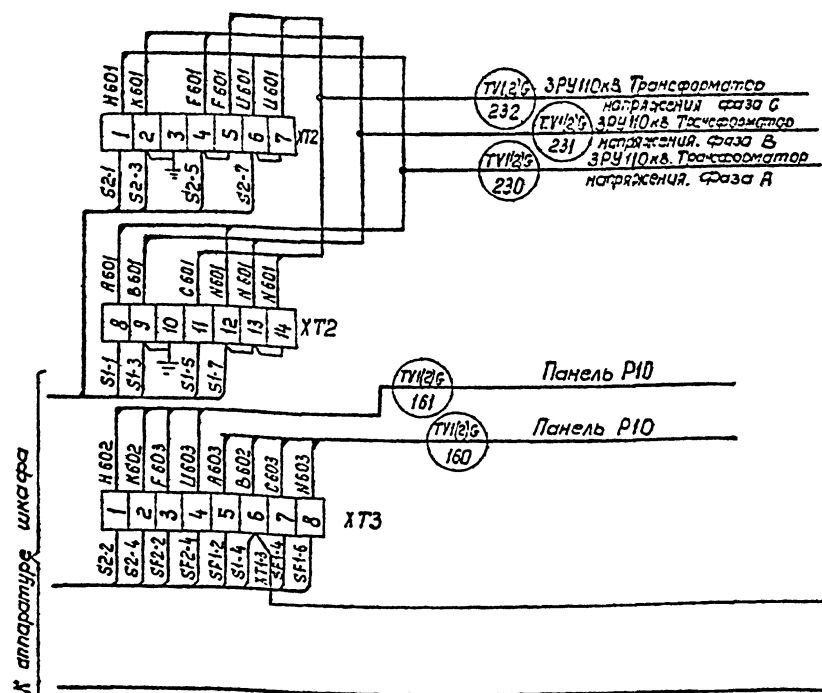 H601 K601 F601 F601 U601 U601
1 2 3 4 5 6 7 XT2
S2-1 S2-3 S2-5 S2-7
TV1(2)G 232 ЗРУ110кВ. Трансформатор
напряжения фаза C
TV1(2)G 231 ЗРУ110кВ. Трансформатор
напряжения. Фаза B
TV1(2)G 230 ЗРУ110кВ. Трансформатор
напряжения. Фаза A
A601 B601 C601 N601 N601 N601
8 9 10 11 12 13 14 XT2
S1-1 S1-3 S1-5 S1-7
TV1(2)G 161 Панель P10
TV1(2)G 160 Панель P10
H602 K602 F603 U603 A603 B602 C603 N603
1 2 3 4 5 6 7 8 XT3
S2-2 S2-4 SF2-2 SF2-4 SF1-2 S1-4 XT1-3 SF1-4 SF1-6
К аппаратуре шкафа